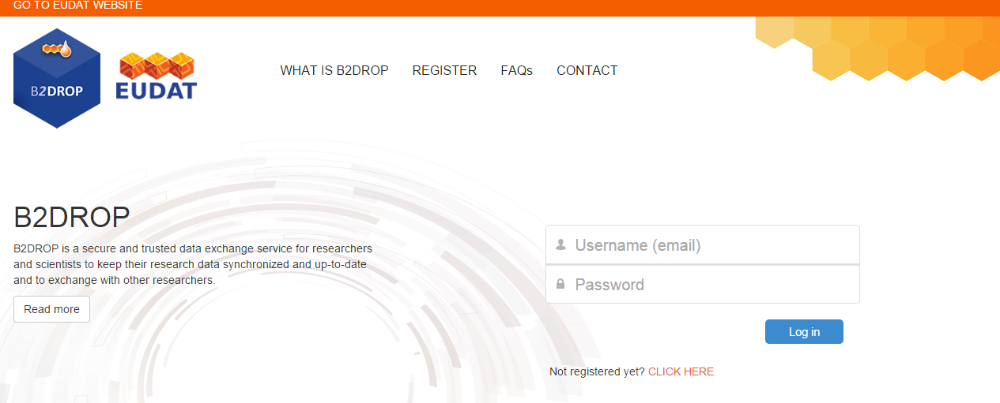 GO TO EUDAT WEBSITE
B2DROP
EUDAT
WHAT IS B2DROP REGISTER FAQs CONTACT
B2DROP
B2DROP is a secure and trusted data exchange service for researchers
and scientists to keep their research data synchronized and up-to-date
and to exchange with other researchers.
Read more
Username (email)
Password
Log in
Not registered yet? CLICK HERE